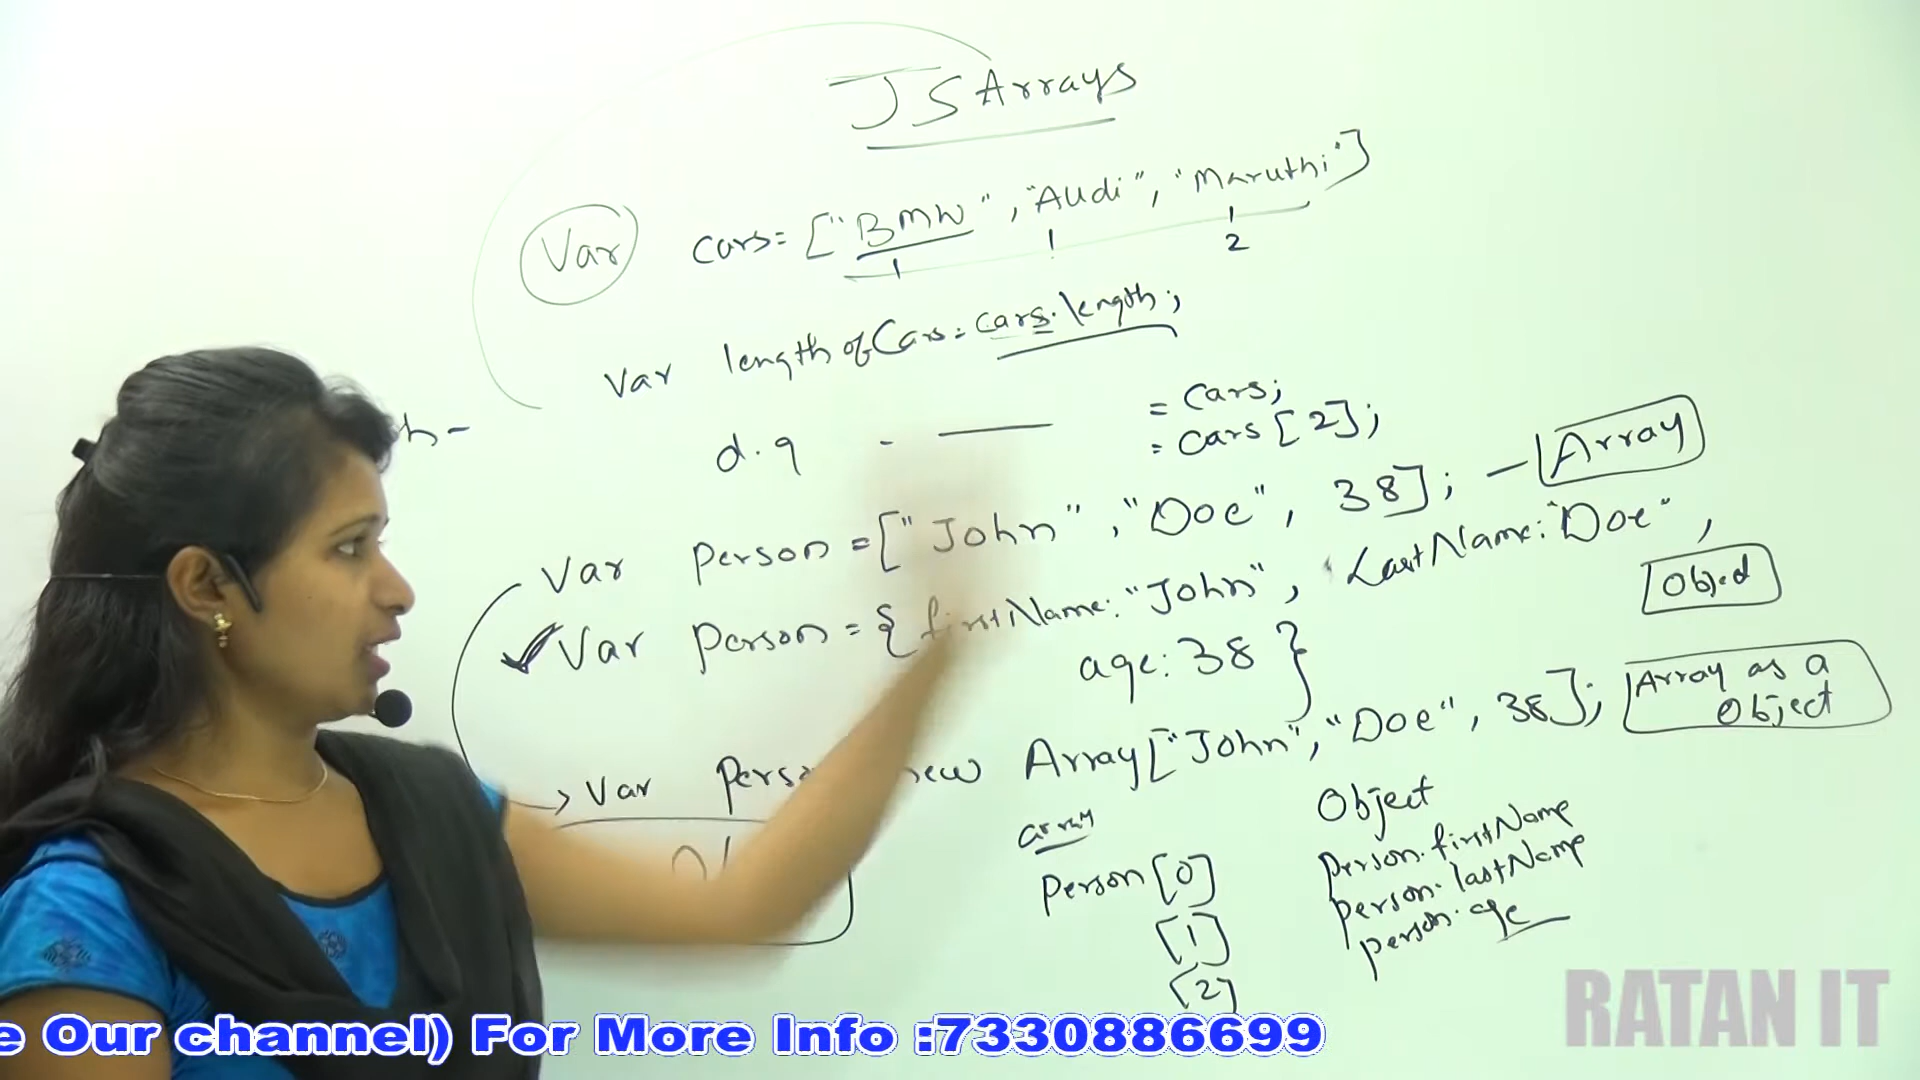 JS Arrays
Var cars= ["BMW", "Audi", "Maruthi"]
1 1 2
Var lengthofCars= cars.length;
= cars;
d.g - = cars[2];
Var person=["John", "Doe", 38]; - Array
Var person={firstName:"John", LastName:"Doe",
age: 38 } Object
Var new Array["John", "Doe", 38]; Array as a Object
array Object
person[0] person.firstName
[1] person.lastName
[2] person.age
e Our channel) For More Info :7330886699
RATAN IT